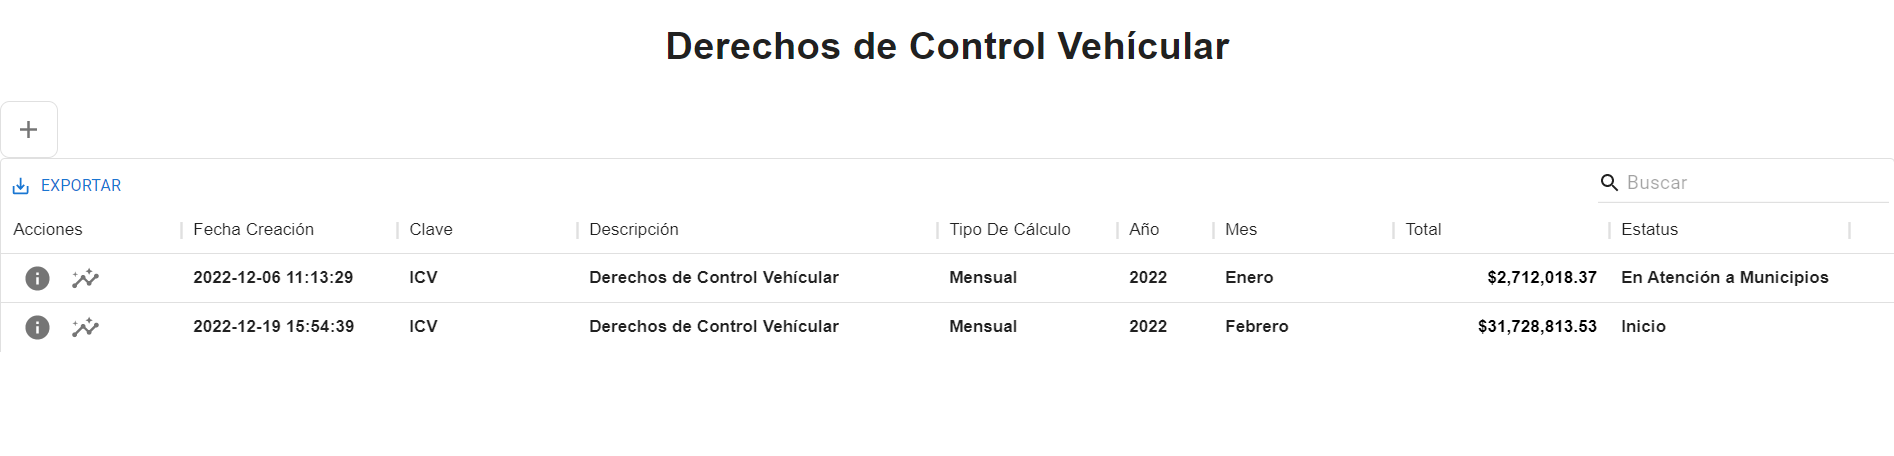 Derechos de Control Vehícular
EXPORTAR
Buscar
Acciones Fecha Creación Clave Descripción Tipo De Cálculo Año Mes Total Estatus
2022-12-06 11:13:29 ICV Derechos de Control Vehícular Mensual 2022 Enero $2,712,018.37 En Atención a Municipios
2022-12-19 15:54:39 ICV Derechos de Control Vehícular Mensual 2022 Febrero $31,728,813.53 Inicio